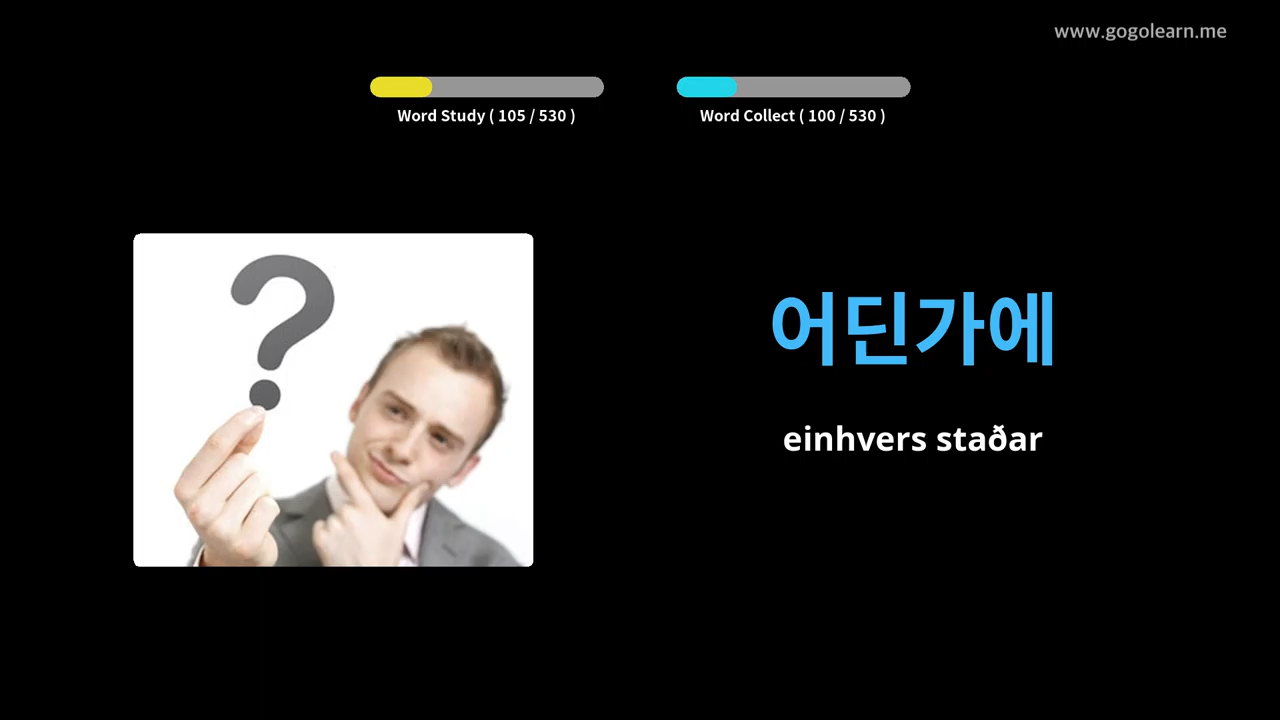 www.gogolearn.me
Word Study ( 105 / 530 )
Word Collect ( 100 / 530 )
어딘가에
einhvers staðar